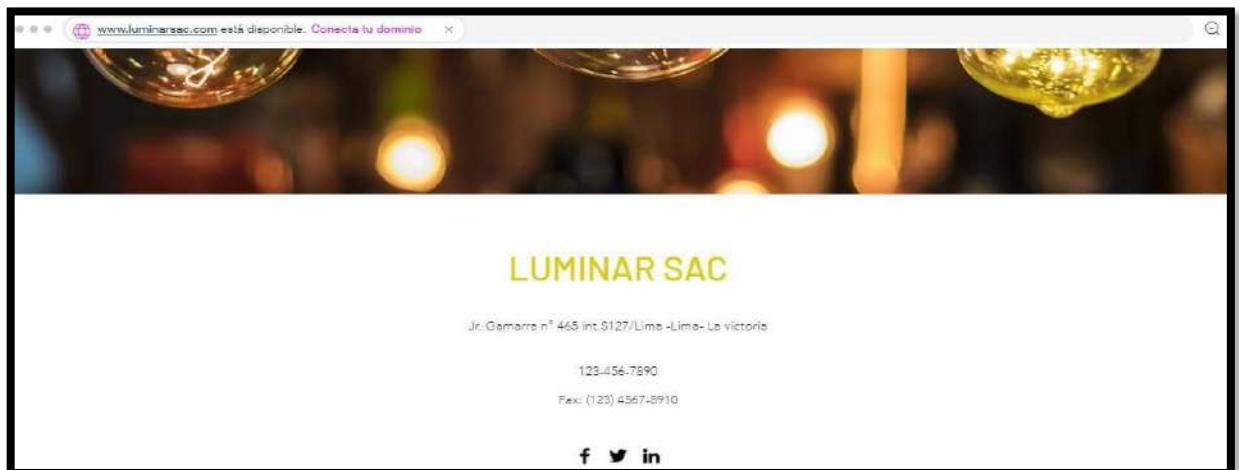 www.luminarsac.com está disponible. Conecta tu dominio ×
LUMINAR SAC
Jr. Gamarra n° 465 int.S127/Lima -Lima- La victoria
123-456-7890
Fax: (123) 4567-8910